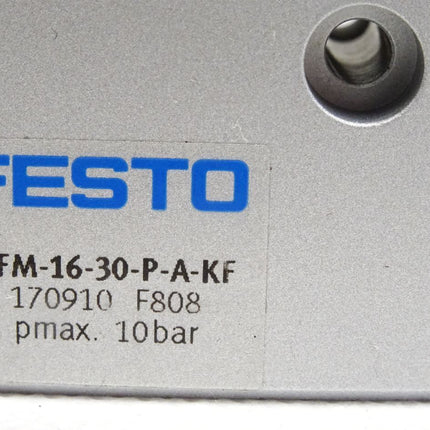 FESTO
FM-16-30-P-A-KF
170910 F808
pmax. 10bar